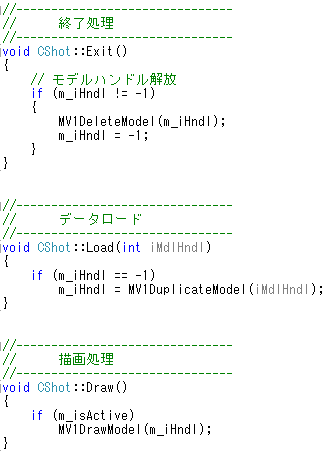 //-------------------------------
//      終了処理
//-------------------------------
void CShot::Exit()
{
    // モデルハンドル解放
    if (m_iHndl != -1)
    {
        MV1DeleteModel(m_iHndl);
        m_iHndl = -1;
    }
}
//-------------------------------
//      データロード
//-------------------------------
void CShot::Load(int iMdlHndl)
{
    if (m_iHndl == -1)
        m_iHndl = MV1DuplicateModel(iMdlHndl);
}
//-------------------------------
//      描画処理
//-------------------------------
void CShot::Draw()
{
    if (m_isActive)
        MV1DrawModel(m_iHndl);
}